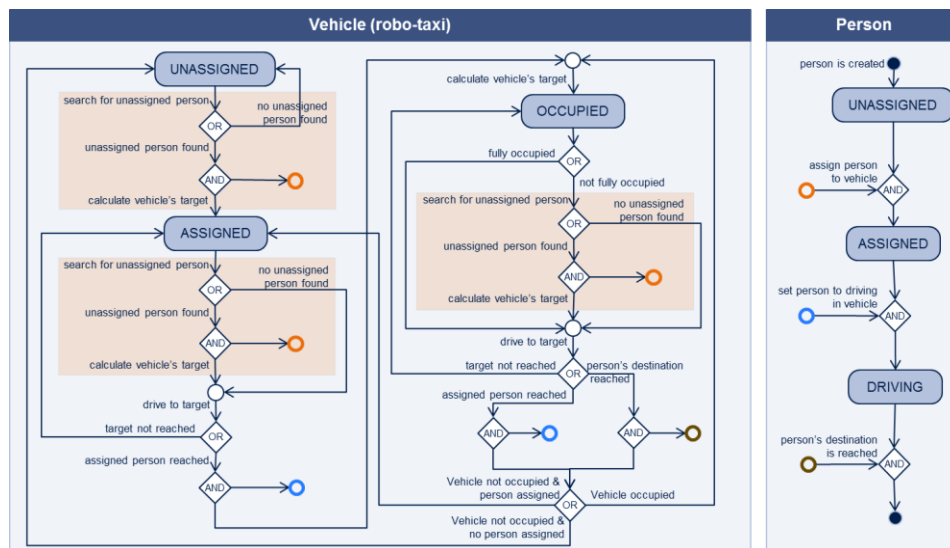 Vehicle (robo-taxi)
UNASSIGNED
search for unassigned person
no unassigned
person found
OR
unassigned person found
AND
calculate vehicle's target
ASSIGNED
search for unassigned person
no unassigned
person found
OR
unassigned person found
AND
calculate vehicle's target
drive to target
target not reached
OR
assigned person reached
AND
calculate vehicle's target
OCCUPIED
fully occupied
OR
not fully occupied
search for unassigned person
no unassigned
person found
OR
unassigned person found
AND
calculate vehicle's target
drive to target
target not reached
OR
person's destination
reached
assigned person reached
AND
AND
Vehicle not occupied &
person assigned
OR
Vehicle occupied
Vehicle not occupied &
no person assigned
Person
person is created
UNASSIGNED
assign person
to vehicle
AND
ASSIGNED
set person to driving
in vehicle
AND
DRIVING
person's destination
is reached
AND